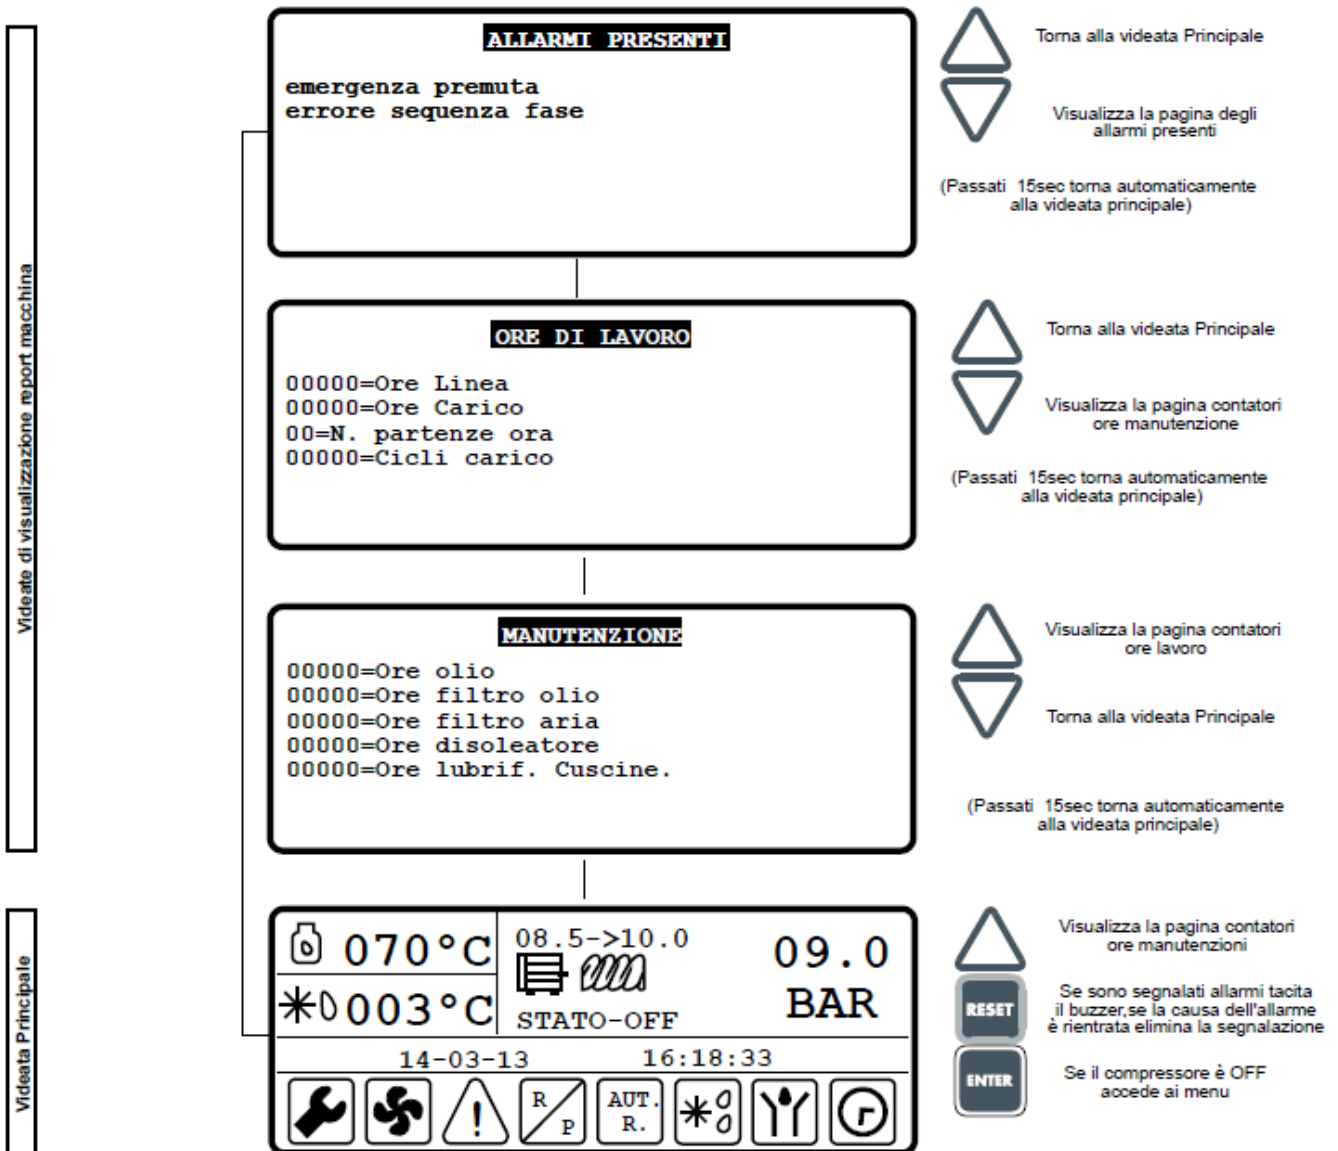 Videate di visualizzazione report macchina
ALLARMI PRESENTI
emergenza premuta
errore sequenza fase
Torna alla videata Principale
Visualizza la pagina degli
allarmi presenti
(Passati 15sec torna automaticamente
alla videata principale)
ORE DI LAVORO
00000=Ore Linea
00000=Ore Carico
00=N. partenze ora
00000=Cicli carico
Torna alla videata Principale
Visualizza la pagina contatori
ore manutenzione
(Passati 15sec torna automaticamente
alla videata principale)
MANUTENZIONE
00000=Ore olio
00000=Ore filtro olio
00000=Ore filtro aria
00000=Ore disoleatore
00000=Ore lubrif. Cuscine.
Visualizza la pagina contatori
ore lavoro
Torna alla videata Principale
(Passati 15sec torna automaticamente
alla videata principale)
Videata Principale
070°C
003°C
08.5->10.0
STATO-OFF
09.0
BAR
14-03-13 16:18:33
R/P
AUT.
R.
Visualizza la pagina contatori
ore manutenzioni
RESET
Se sono segnalati allarmi tacita
il buzzer,se la causa dell'allarme
è rientrata elimina la segnalazione
ENTER
Se il compressore è OFF
accede ai menu